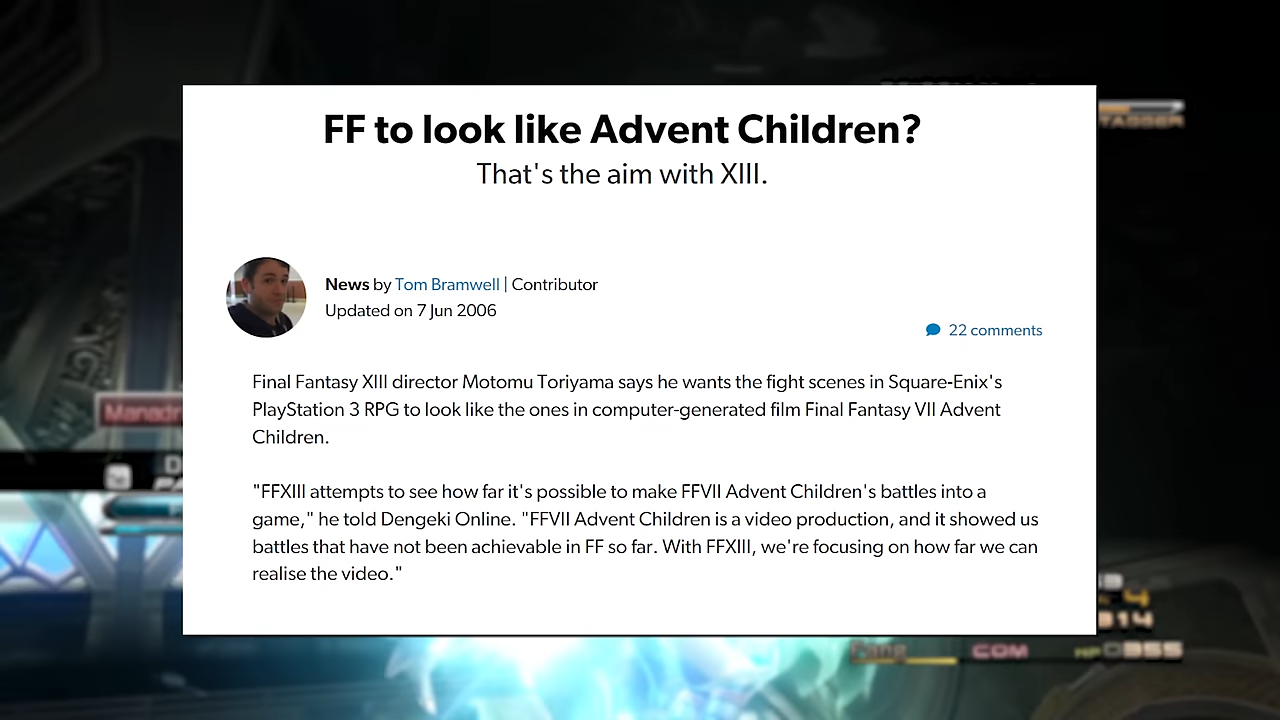 FF to look like Advent Children?
That's the aim with XIII.
News by Tom Bramwell | Contributor
Updated on 7 Jun 2006
22 comments
Final Fantasy XIII director Motomu Toriyama says he wants the fight scenes in Square-Enix's
PlayStation 3 RPG to look like the ones in computer-generated film Final Fantasy VII Advent
Children.
"FFXIII attempts to see how far it's possible to make FFVII Advent Children's battles into a
game," he told Dengeki Online. "FFVII Advent Children is a video production, and it showed us
battles that have not been achievable in FF so far. With FFXIII, we're focusing on how far we can
realise the video."
Fang COM